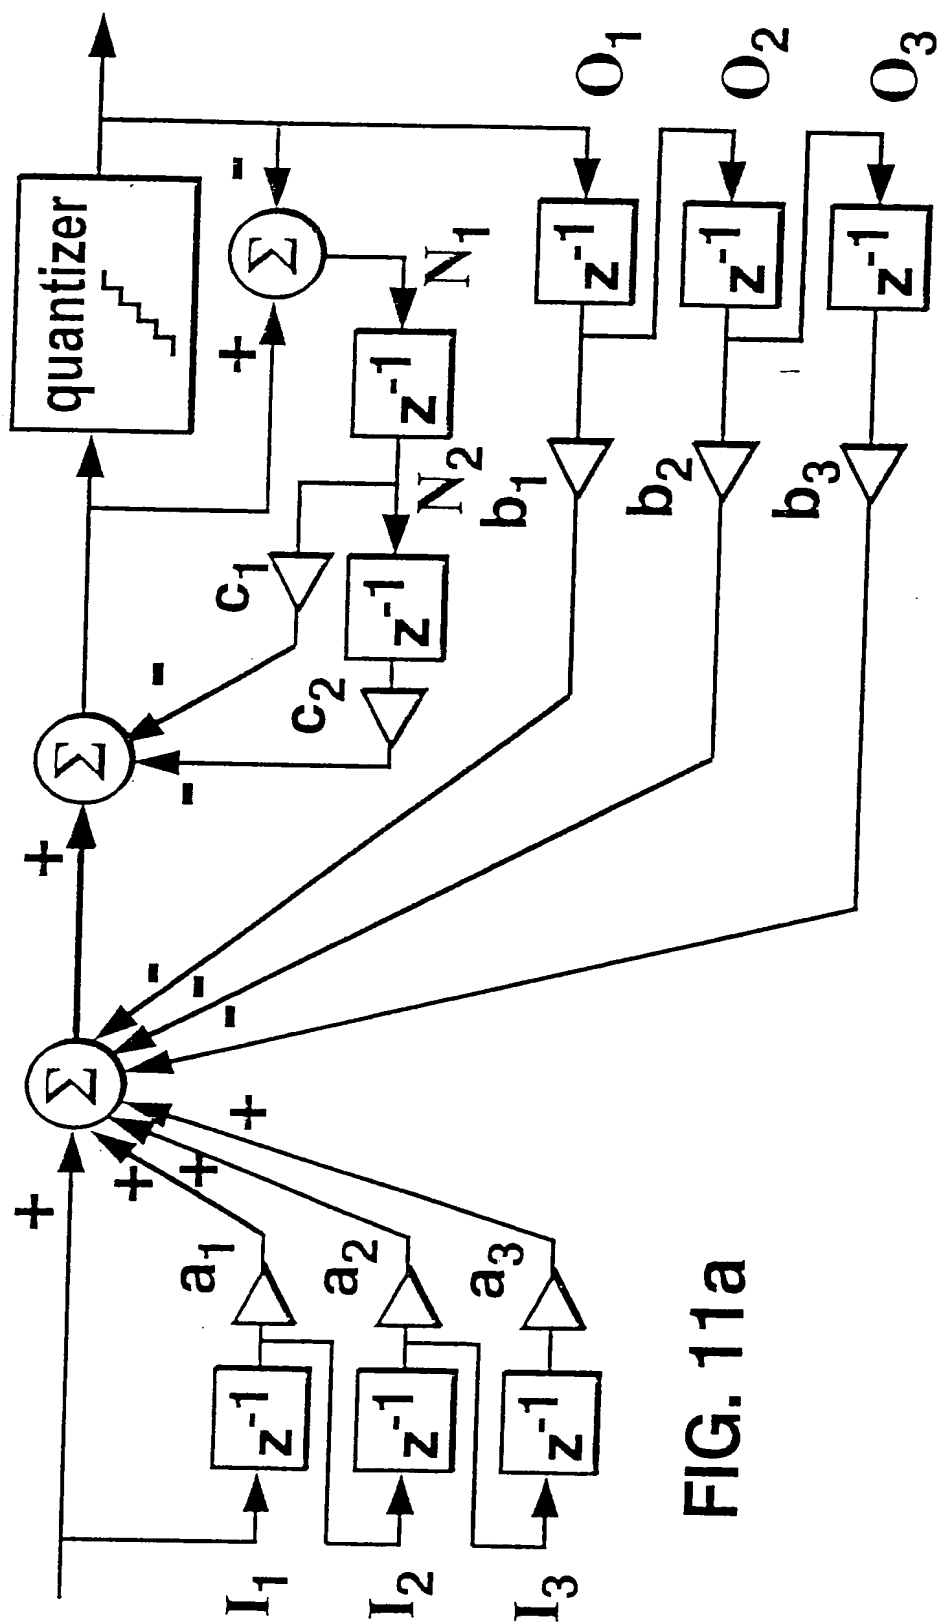 quantizer
Σ
Σ
Σ
+
+
-
-
+
-
-
-
-
+
+
+
+
c₁
c₂
N₁
N₂
z⁻¹
z⁻¹
I₁
z⁻¹
a₁
b₁
z⁻¹
O₁
I₂
z⁻¹
a₂
b₂
z⁻¹
O₂
I₃
z⁻¹
a₃
b₃
z⁻¹
O₃
FIG. 11a